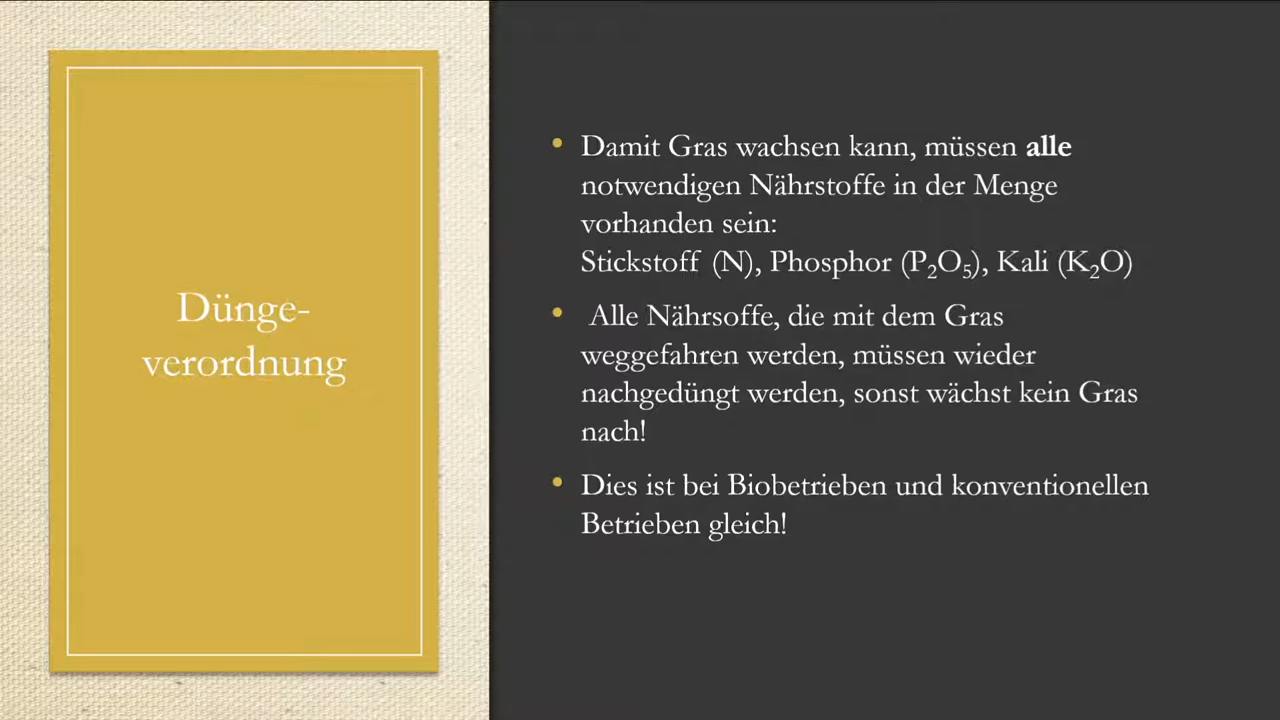 Dünge-
verordnung
• Damit Gras wachsen kann, müssen alle
notwendigen Nährstoffe in der Menge
vorhanden sein:
Stickstoff (N), Phosphor (P₂O₅), Kali (K₂O)
• Alle Nährsoffe, die mit dem Gras
weggefahren werden, müssen wieder
nachgedüngt werden, sonst wächst kein Gras
nach!
• Dies ist bei Biobetrieben und konventionellen
Betrieben gleich!